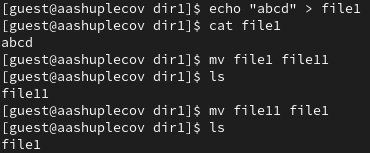 [guest@aashuplecov dir1]$ echo "abcd" > file1
[guest@aashuplecov dir1]$ cat file1
abcd
[guest@aashuplecov dir1]$ mv file1 file11
[guest@aashuplecov dir1]$ ls
file11
[guest@aashuplecov dir1]$ mv file11 file1
[guest@aashuplecov dir1]$ ls
file1